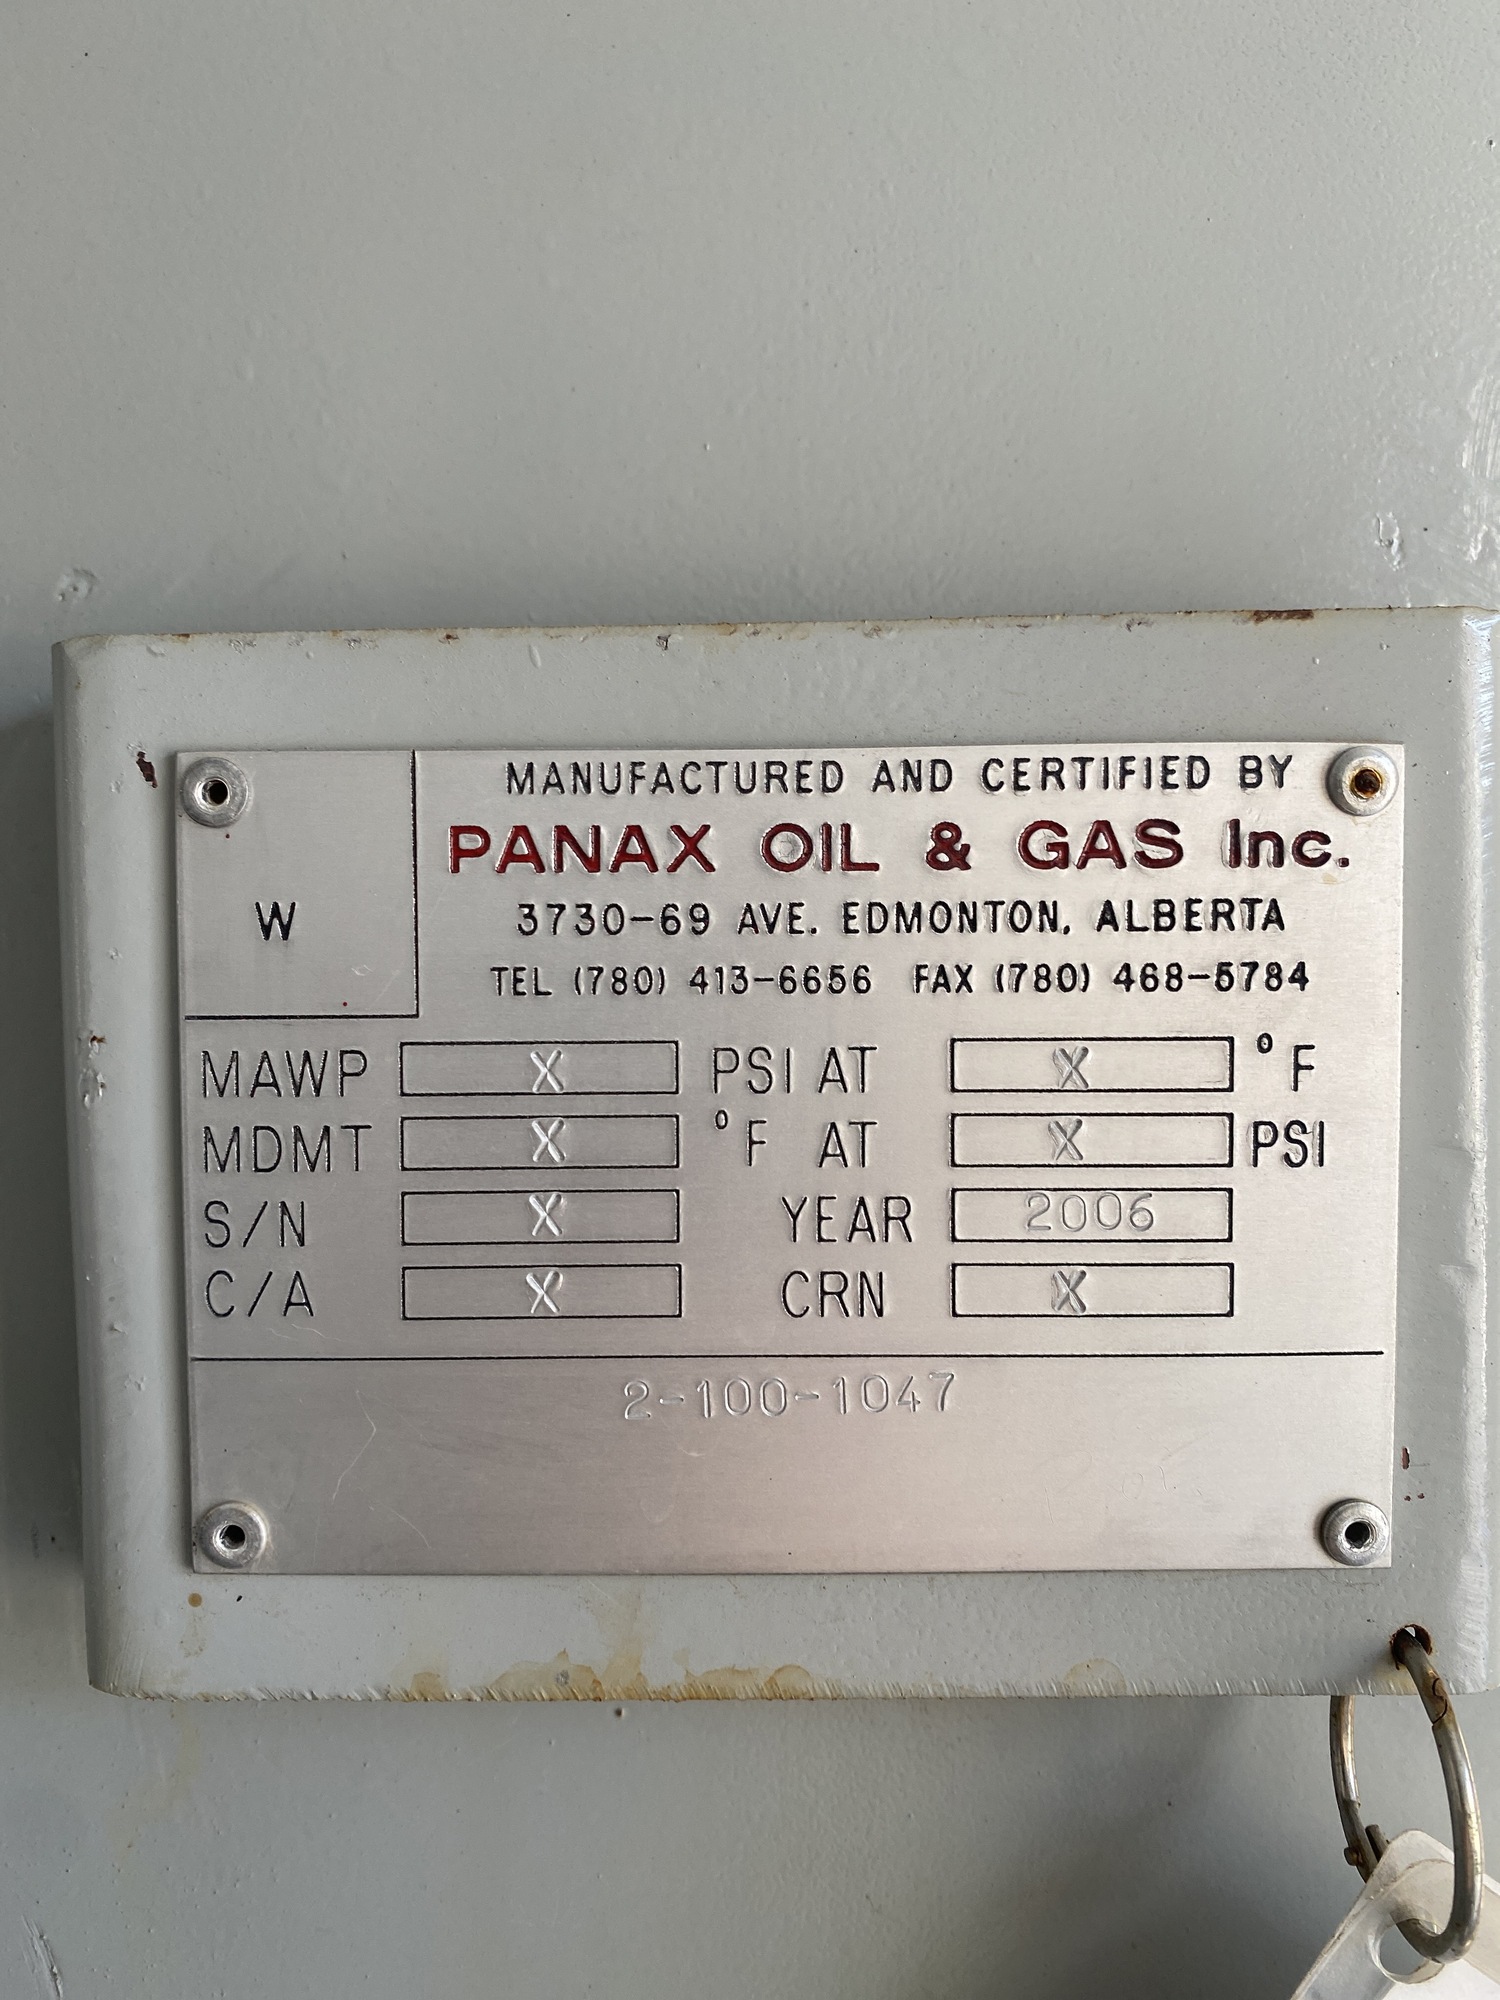 MANUFACTURED AND CERTIFIED BY
PANAX OIL & GAS Inc.
W
3730-69 AVE. EDMONTON, ALBERTA
TEL (780) 413-6656 FAX (780) 468-5784
MAWP X PSI AT X °F
MDMT X °F AT X PSI
S/N X YEAR 2006
C/A X CRN X
2-100-1047